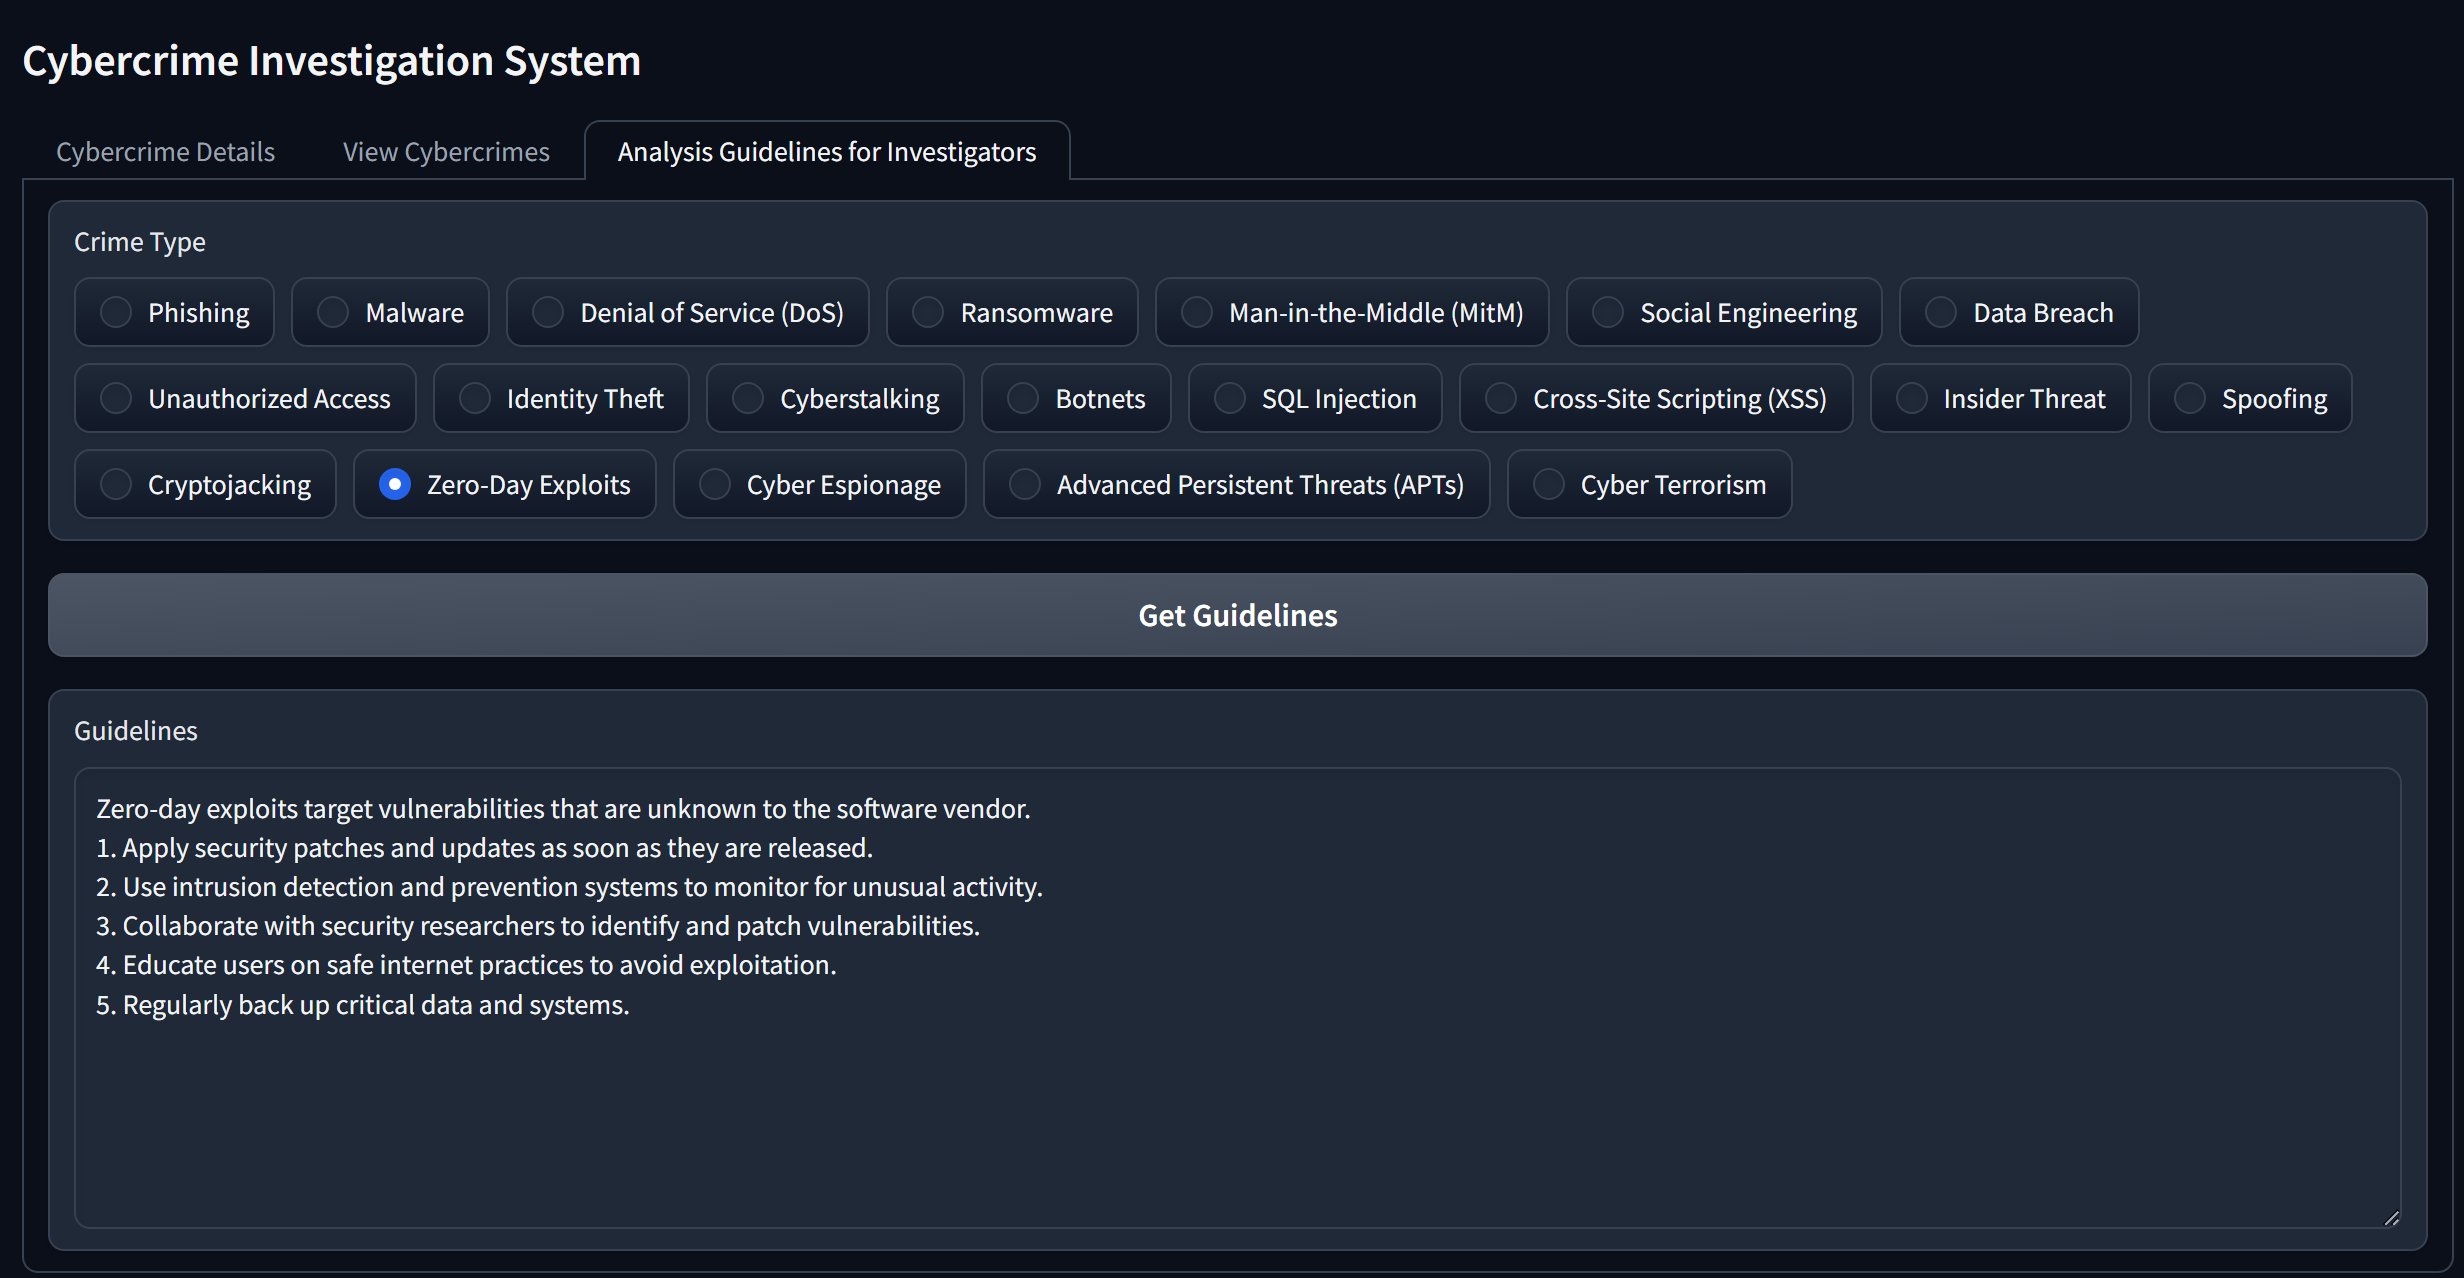 Cybercrime Investigation System
Cybercrime Details View Cybercrimes Analysis Guidelines for Investigators
Crime Type
Phishing Malware Denial of Service (DoS) Ransomware Man-in-the-Middle (MitM) Social Engineering Data Breach
Unauthorized Access Identity Theft Cyberstalking Botnets SQL Injection Cross-Site Scripting (XSS) Insider Threat Spoofing
Cryptojacking Zero-Day Exploits Cyber Espionage Advanced Persistent Threats (APTs) Cyber Terrorism
Get Guidelines
Guidelines
Zero-day exploits target vulnerabilities that are unknown to the software vendor.
1. Apply security patches and updates as soon as they are released.
2. Use intrusion detection and prevention systems to monitor for unusual activity.
3. Collaborate with security researchers to identify and patch vulnerabilities.
4. Educate users on safe internet practices to avoid exploitation.
5. Regularly back up critical data and systems.